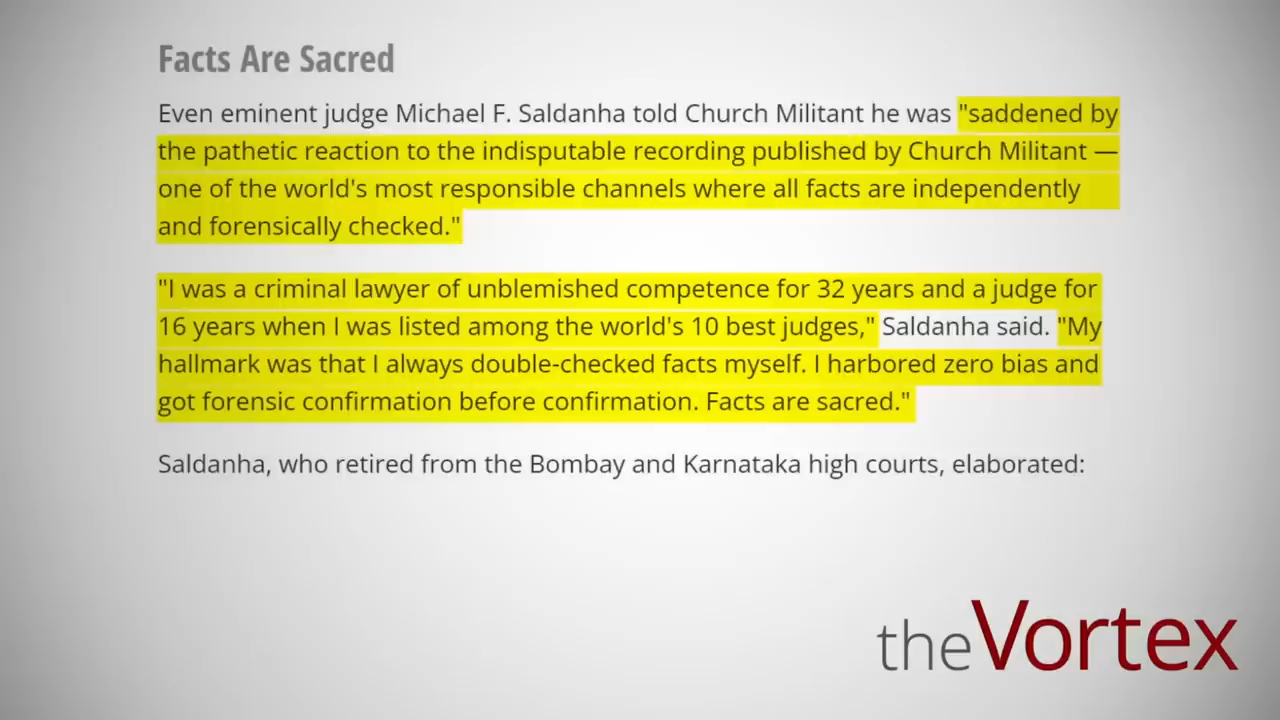 Facts Are Sacred
Even eminent judge Michael F. Saldanha told Church Militant he was "saddened by
the pathetic reaction to the indisputable recording published by Church Militant —
one of the world's most responsible channels where all facts are independently
and forensically checked."
"I was a criminal lawyer of unblemished competence for 32 years and a judge for
16 years when I was listed among the world's 10 best judges," Saldanha said. "My
hallmark was that I always double-checked facts myself. I harbored zero bias and
got forensic confirmation before confirmation. Facts are sacred."
Saldanha, who retired from the Bombay and Karnataka high courts, elaborated:
theVortex